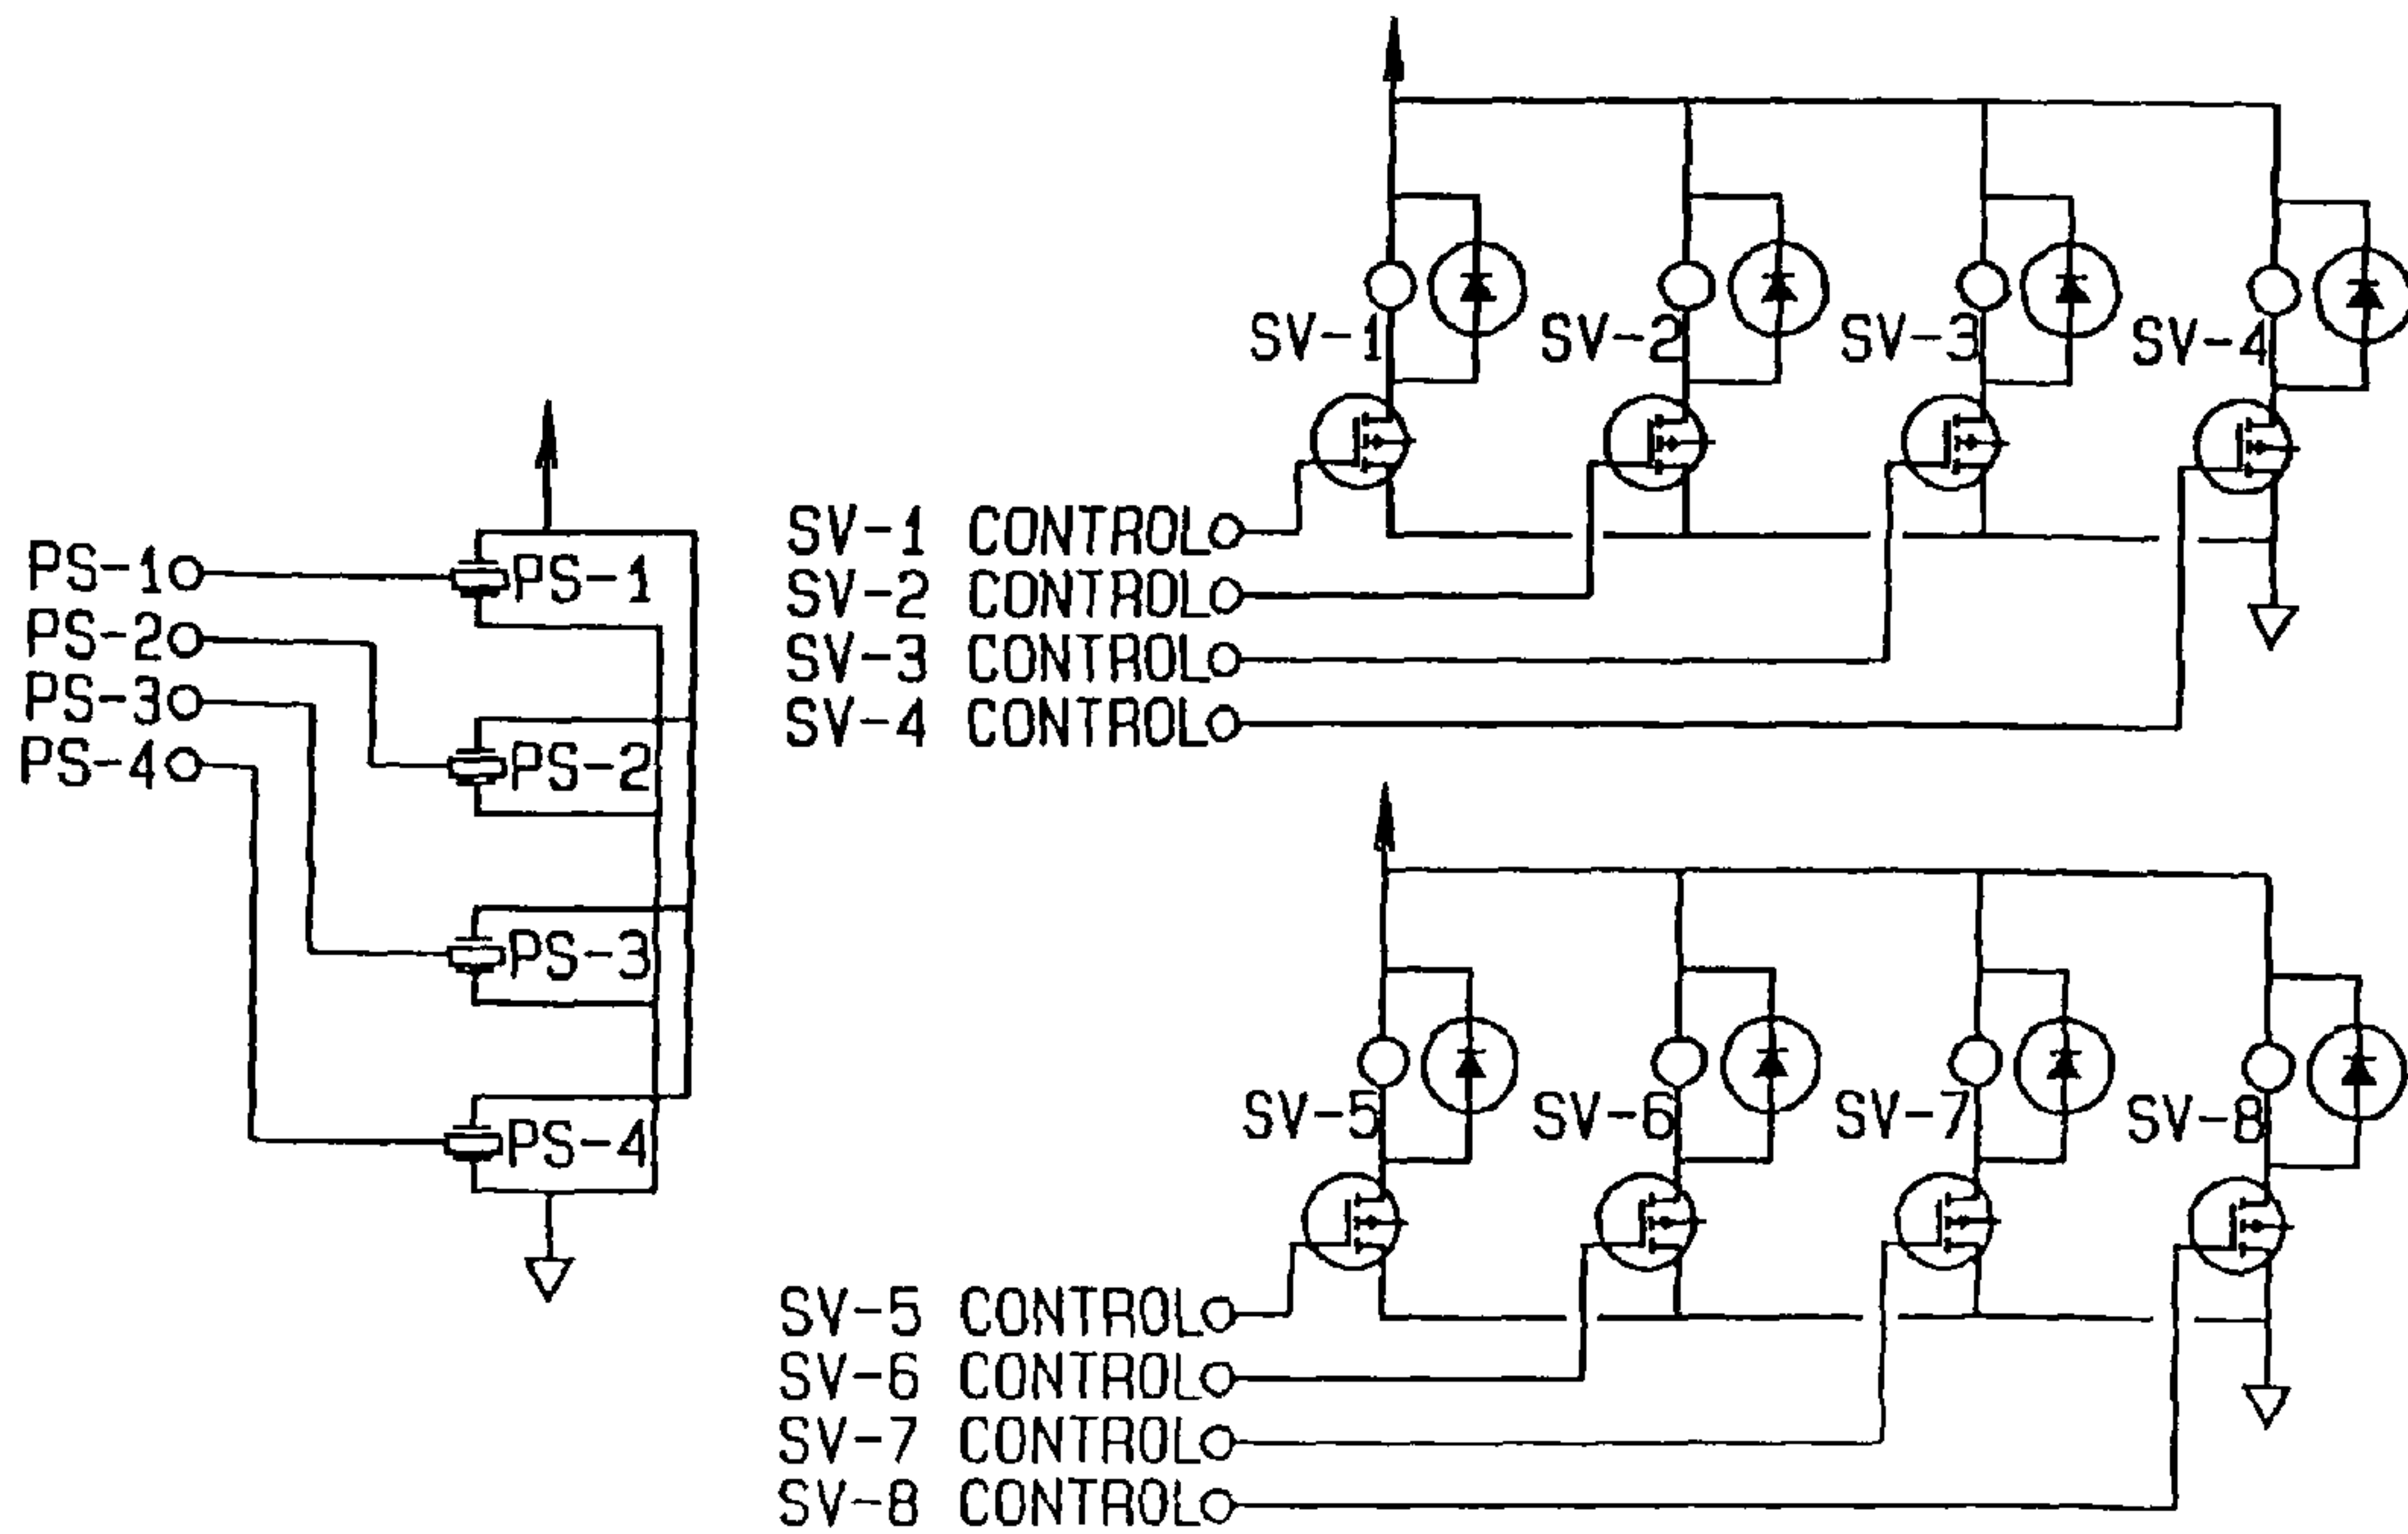 PS-1
PS-2
PS-3
PS-4
PS-1
PS-2
PS-3
PS-4
SV-1
SV-2
SV-3
SV-4
SV-1 CONTROL
SV-2 CONTROL
SV-3 CONTROL
SV-4 CONTROL
SV-5
SV-6
SV-7
SV-8
SV-5 CONTROL
SV-6 CONTROL
SV-7 CONTROL
SV-8 CONTROL